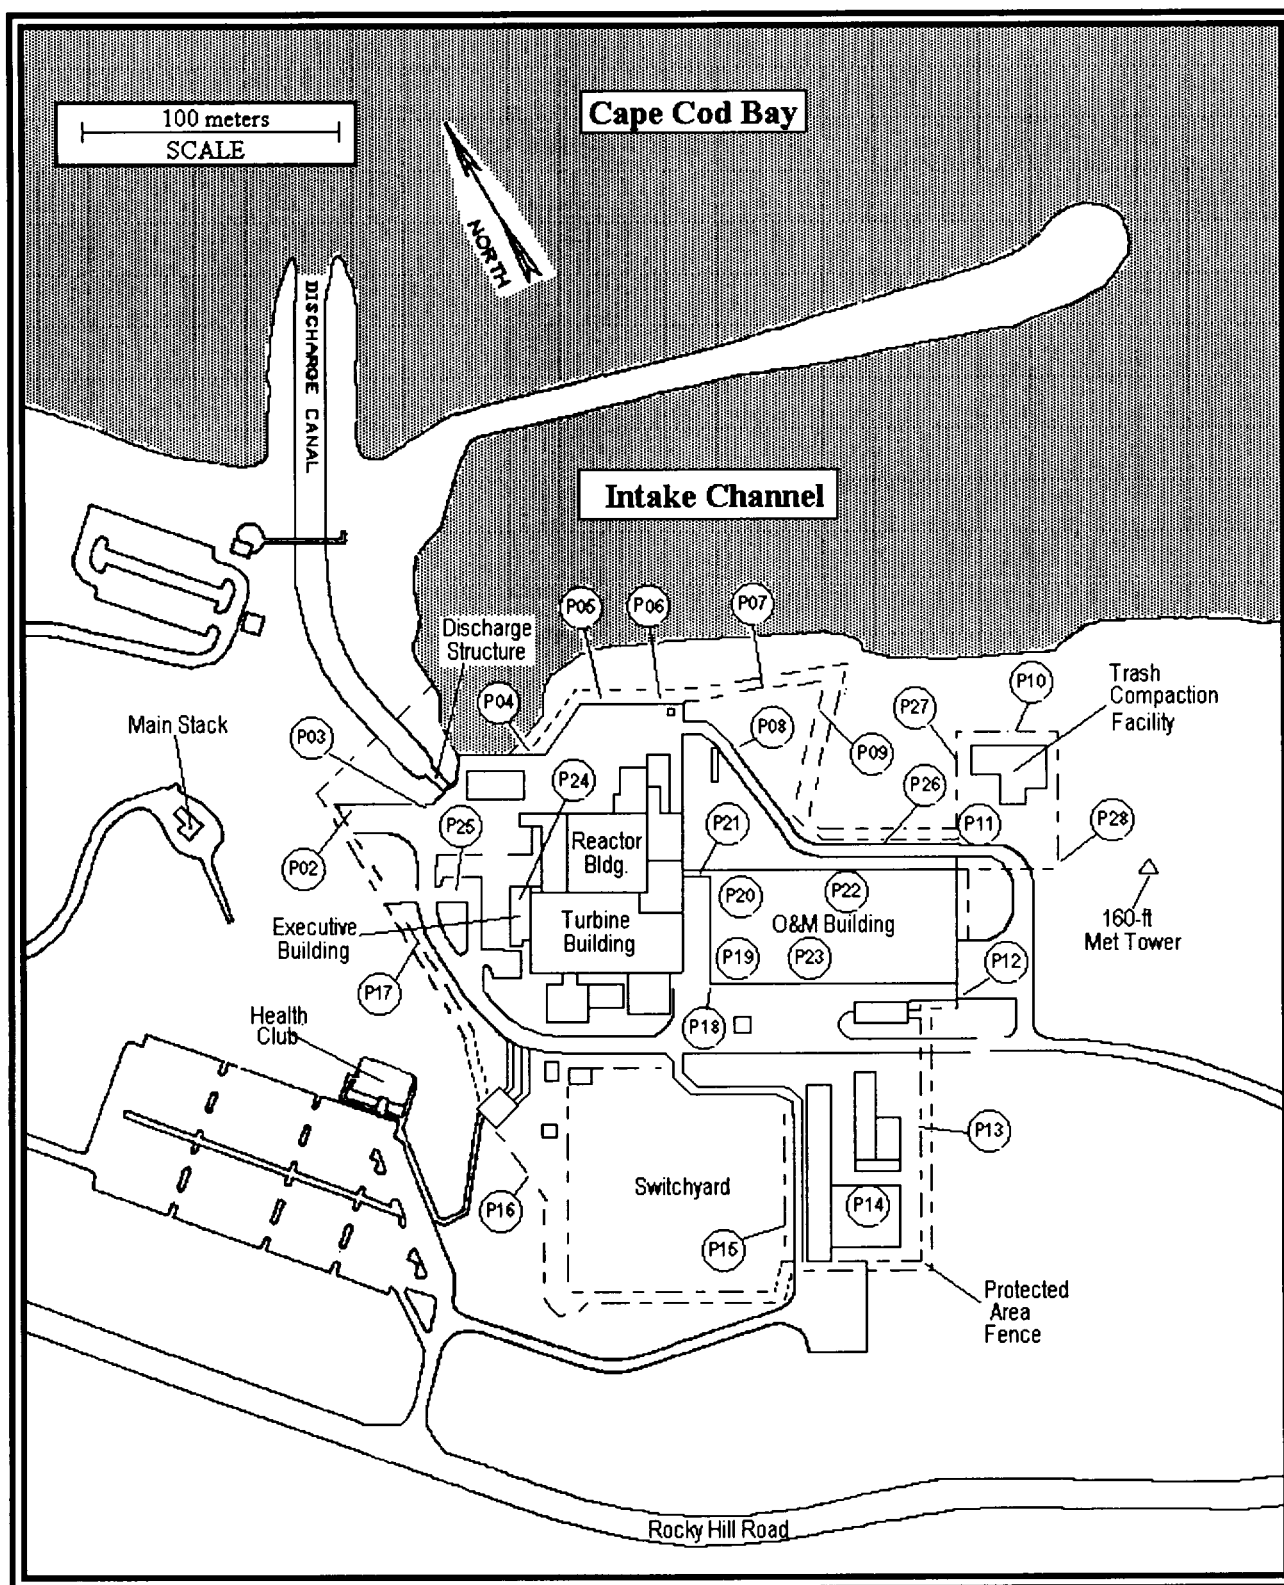 Cape Cod Bay
100 meters
SCALE
NORTH
DISCHARGE CANAL
Intake Channel
P05
P06
P07
Discharge
Structure
P04
P10
Trash
Compaction
Facility
P27
Main Stack
P03
P08
P09
P24
P26
P25
P21
P11
P28
Reactor
Bldg.
P02
P20
P22
160-ft
Met Tower
Executive
Building
Turbine
Building
O&M Building
P19
P23
P12
P17
Health
Club
P18
P13
Switchyard
P16
P14
P15
Protected
Area
Fence
Rocky Hill Road